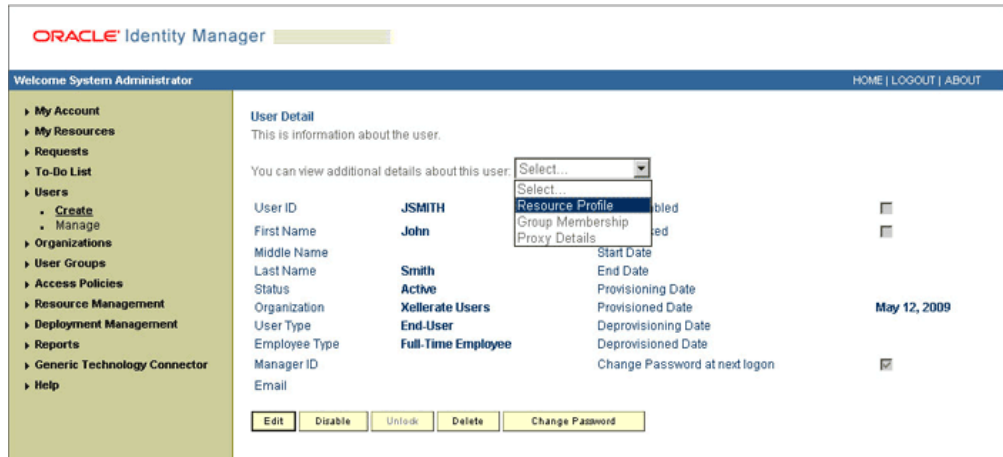 ORACLE Identity Manager
Welcome System Administrator
HOME | LOGOUT | ABOUT
My Account
My Resources
Requests
To-Do List
Users
Create
Manage
Organizations
User Groups
Access Policies
Resource Management
Deployment Management
Reports
Generic Technology Connector
Help
User Detail
This is information about the user.
You can view additional details about this user: Select...
Select...
Resource Profile
Group Membership
Proxy Details
User ID JSMITH
First Name John
Middle Name Start Date
Last Name Smith End Date
Status Active Provisioning Date
Organization Xellerate Users Provisioned Date May 12, 2009
User Type End-User Deprovisioning Date
Employee Type Full-Time Employee Deprovisioned Date
Manager ID Change Password at next logon
Email
Edit Disable Unlock Delete Change Password